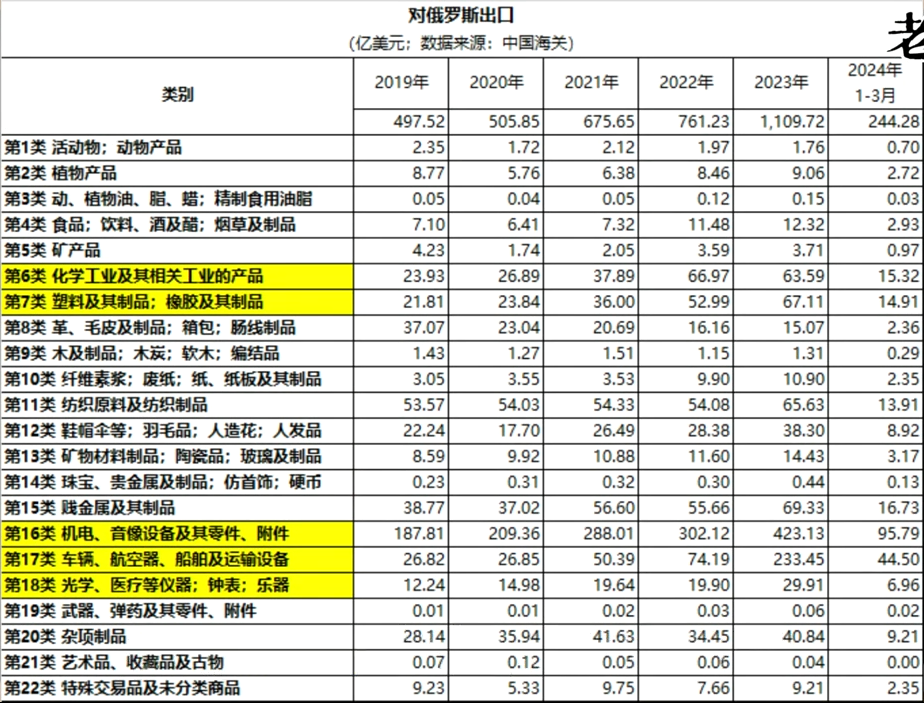 对俄罗斯出口
(亿美元；数据来源：中国海关)
老
类别 2019年 2020年 2021年 2022年 2023年 2024年 1-3月
497.52 505.85 675.65 761.23 1,109.72 244.28
第1类 活动物；动物产品 2.35 1.72 2.12 1.97 1.76 0.70
第2类 植物产品 8.77 5.76 6.38 8.46 9.06 2.72
第3类 动、植物油、脂、蜡；精制食用油脂 0.05 0.04 0.05 0.12 0.15 0.03
第4类 食品；饮料、酒及醋；烟草及制品 7.10 6.41 7.32 11.48 12.32 2.93
第5类 矿产品 4.23 1.74 2.05 3.59 3.71 0.97
第6类 化学工业及其相关工业的产品 23.93 26.89 37.89 66.97 63.59 15.32
第7类 塑料及其制品；橡胶及其制品 21.81 23.84 36.00 52.99 67.11 14.91
第8类 革、毛皮及制品；箱包；肠线制品 37.07 23.04 20.69 16.16 15.07 2.36
第9类 木及制品；木炭；软木；编结品 1.43 1.27 1.51 1.15 1.31 0.29
第10类 纤维素浆；废纸；纸、纸板及其制品 3.05 3.55 3.53 9.90 10.90 2.35
第11类 纺织原料及纺织制品 53.57 54.03 54.33 54.08 65.63 13.91
第12类 鞋帽伞等；羽毛品；人造花；人发品 22.24 17.70 26.49 28.38 38.30 8.92
第13类 矿物材料制品；陶瓷品；玻璃及制品 8.59 9.92 10.88 11.60 14.43 3.17
第14类 珠宝、贵金属及制品；仿首饰；硬币 0.23 0.31 0.32 0.30 0.44 0.13
第15类 贱金属及其制品 38.77 37.02 56.60 55.66 69.33 16.73
第16类 机电、音像设备及其零件、附件 187.81 209.36 288.01 302.12 423.13 95.79
第17类 车辆、航空器、船舶及运输设备 26.82 26.85 50.39 74.19 233.45 44.50
第18类 光学、医疗等仪器；钟表；乐器 12.24 14.98 19.64 19.90 29.91 6.96
第19类 武器、弹药及其零件、附件 0.01 0.01 0.02 0.03 0.06 0.02
第20类 杂项制品 28.14 35.94 41.63 34.45 40.84 9.21
第21类 艺术品、收藏品及古物 0.07 0.12 0.05 0.06 0.04 0.00
第22类 特殊交易品及未分类商品 9.23 5.33 9.75 7.66 9.21 2.35